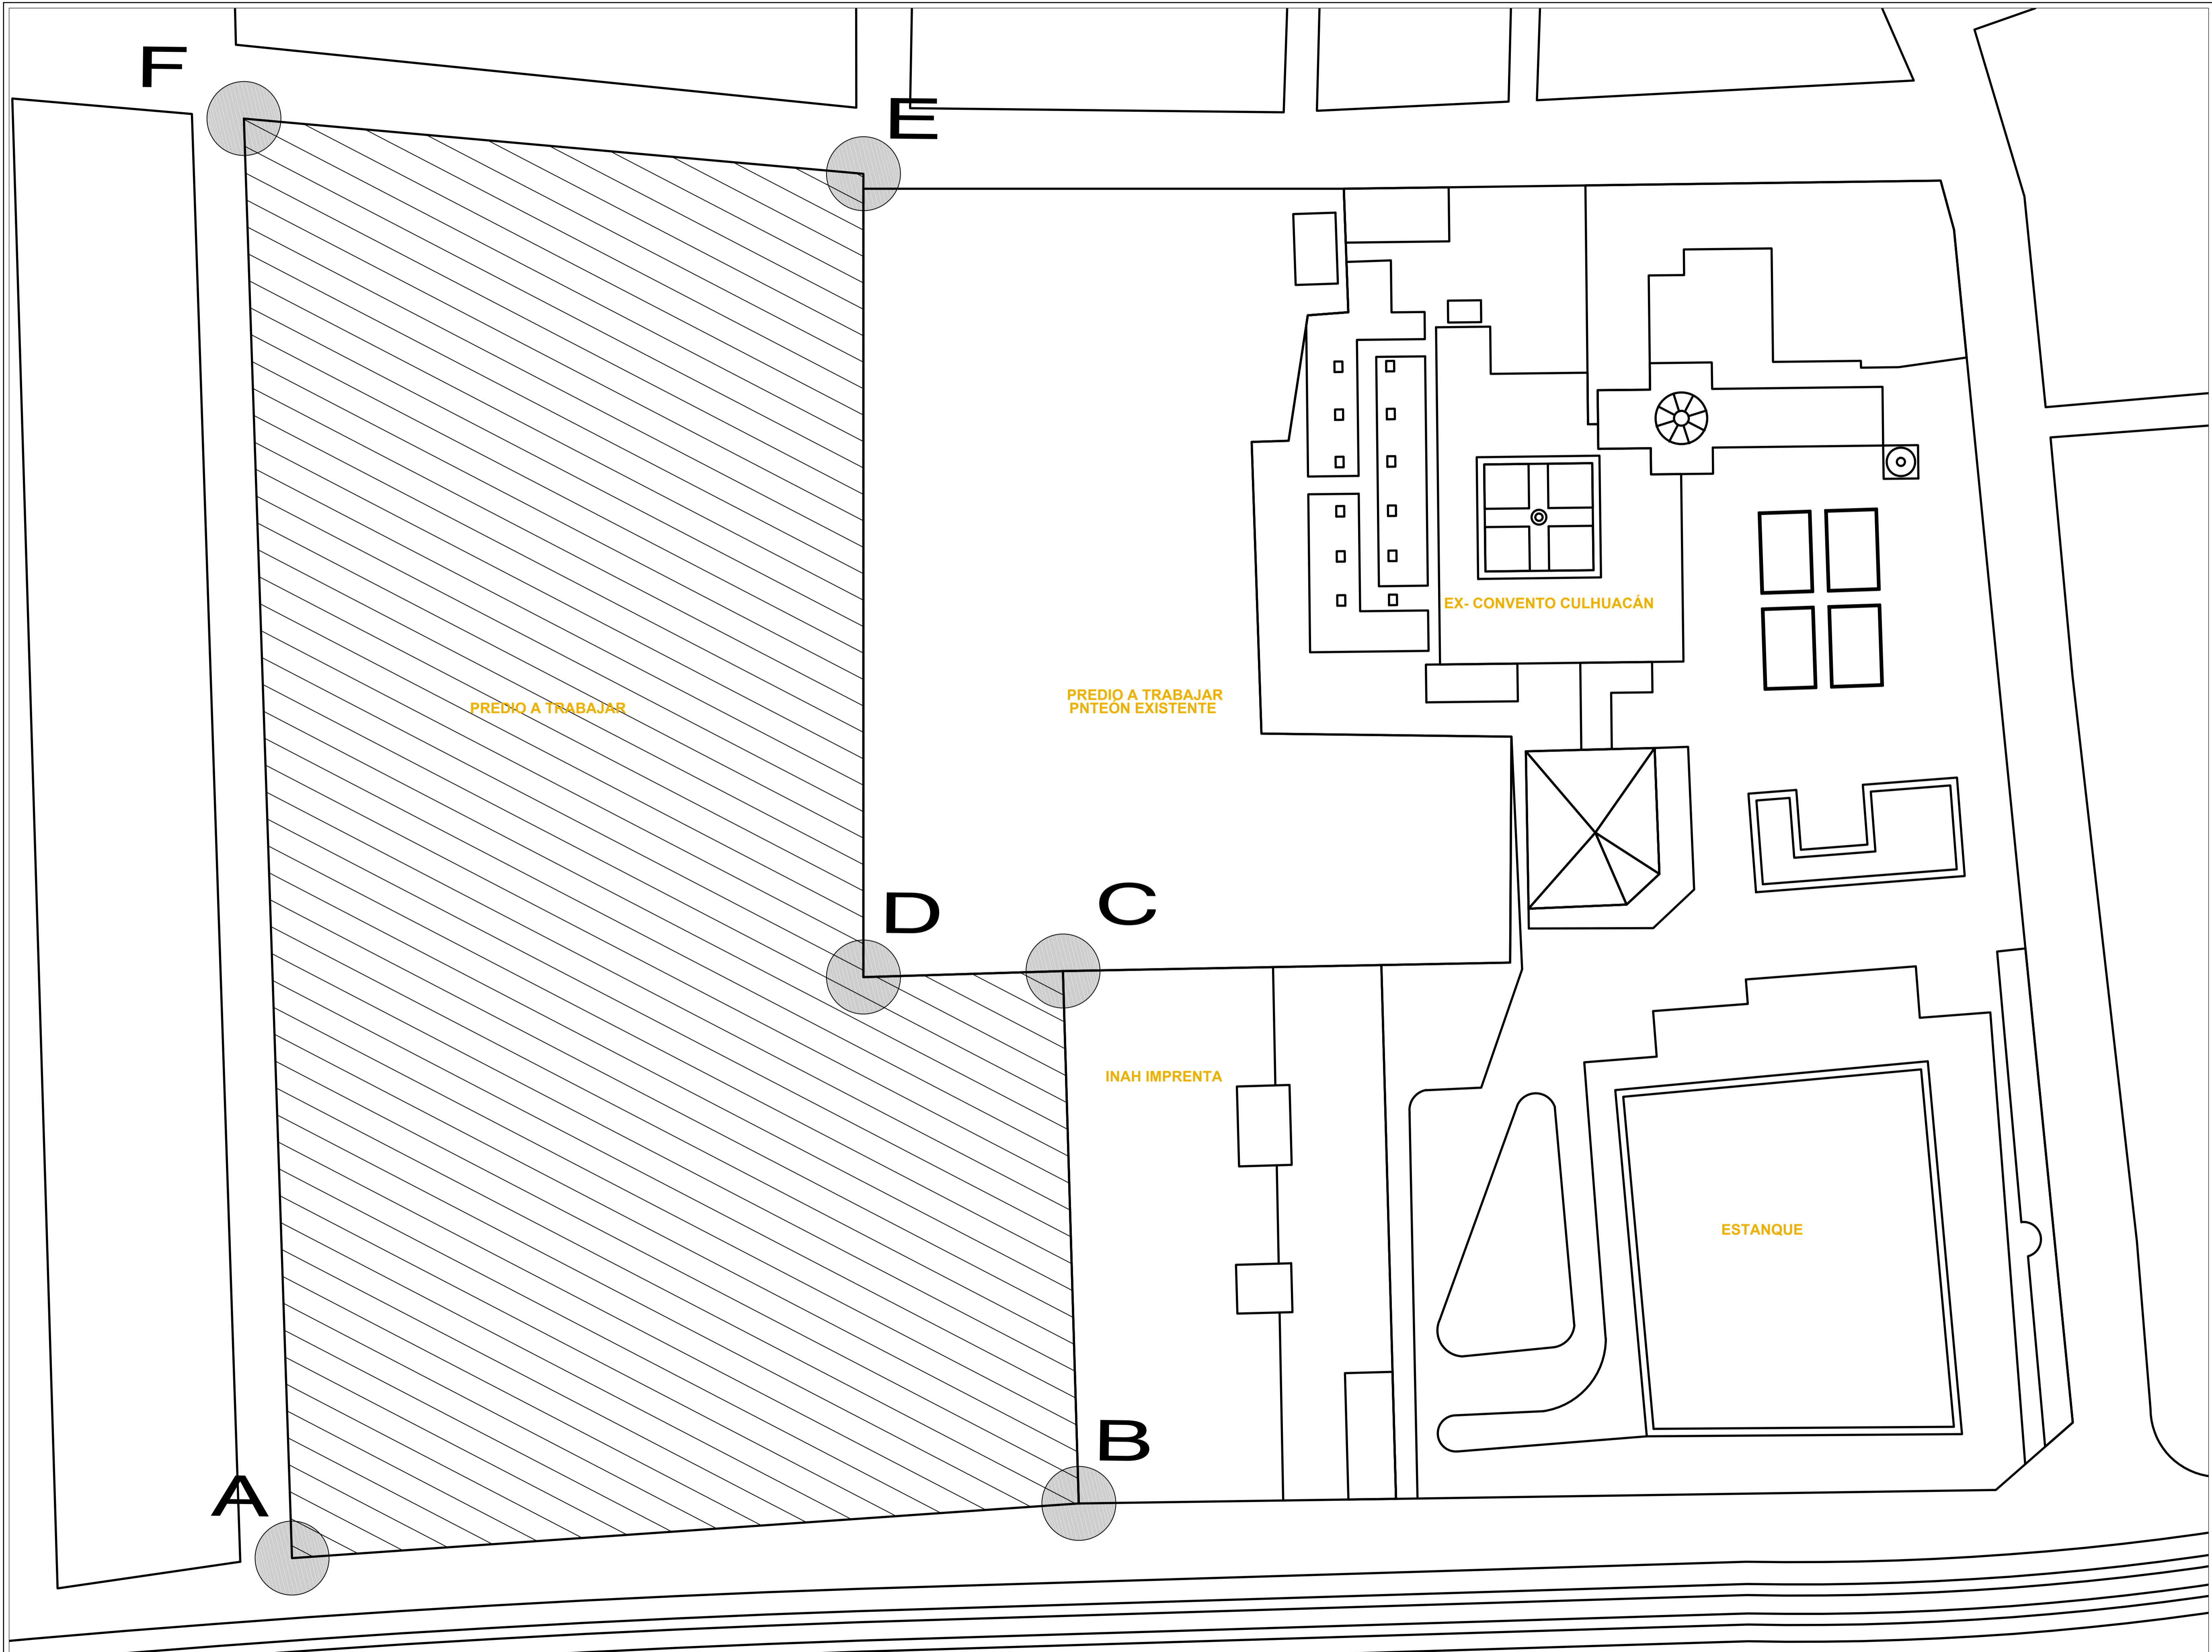 F
E
EX- CONVENTO CULHUACÁN
PREDIO A TRABAJAR
PREDIO A TRABAJAR
PNTEÓN EXISTENTE
D
C
INAH IMPRENTA
ESTANQUE
B
A